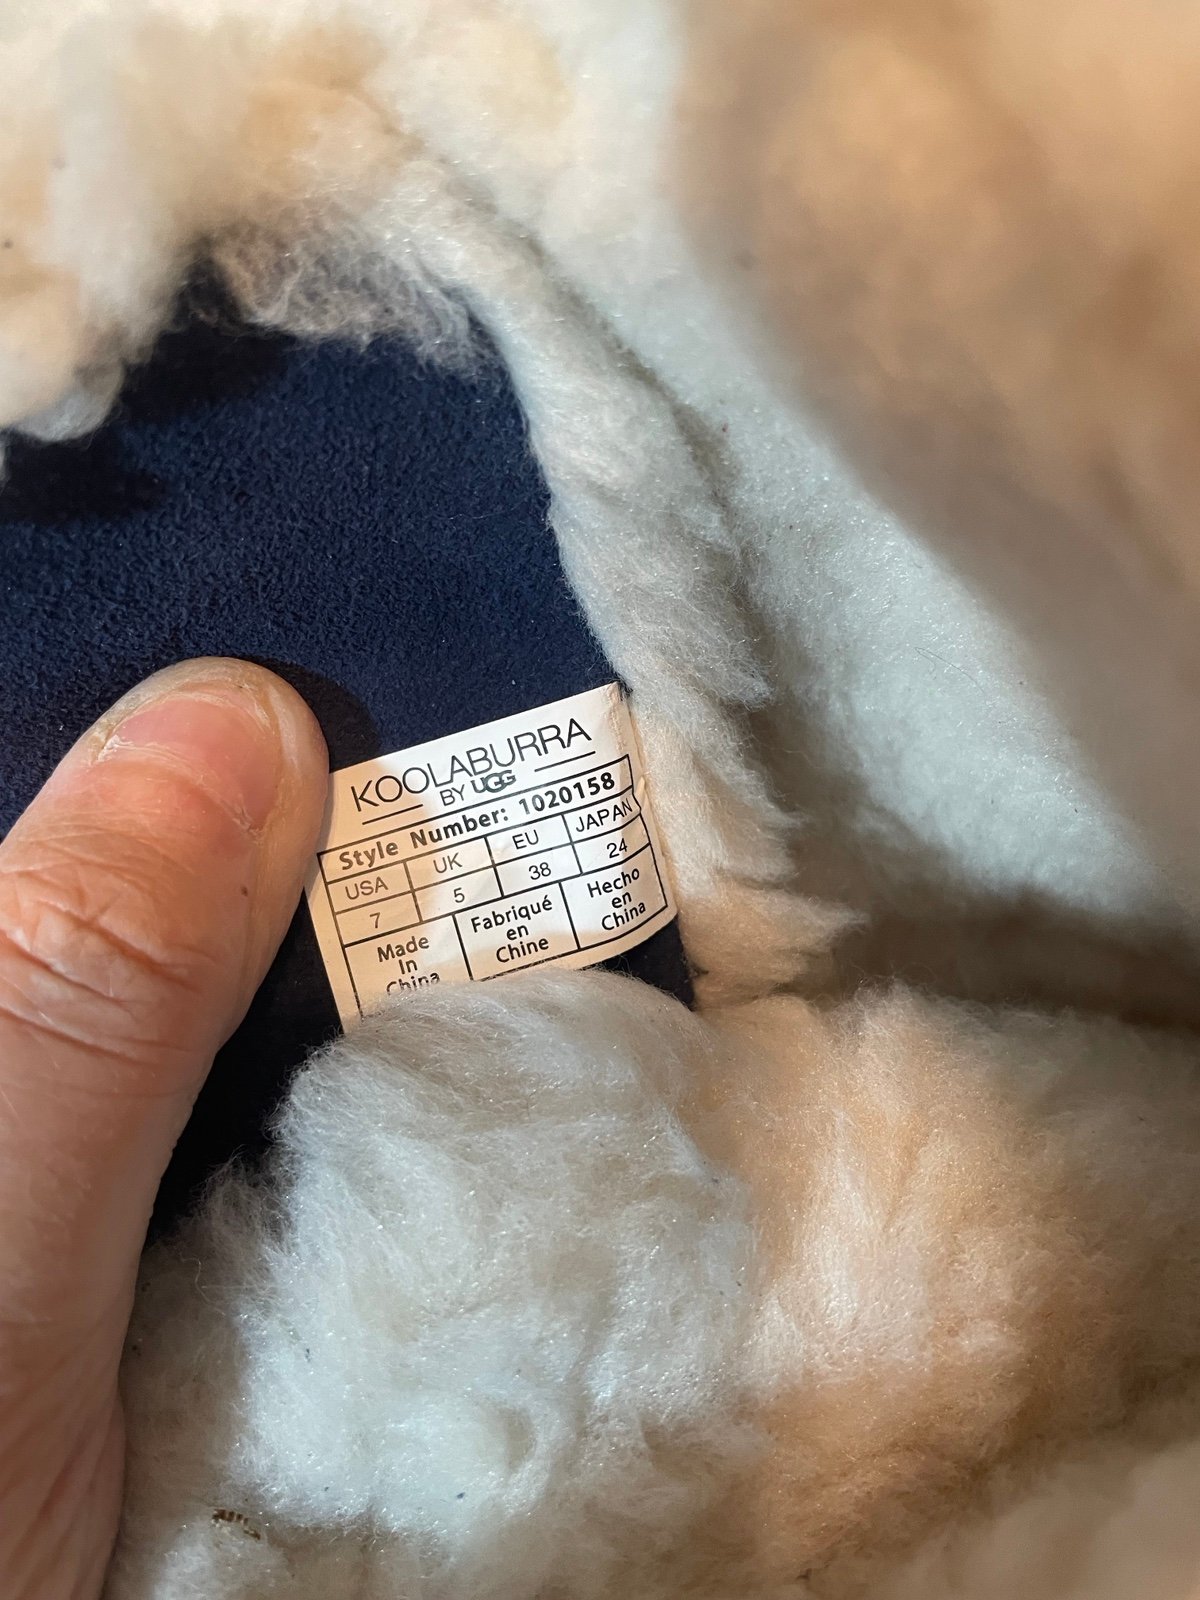 KOOLABURRA
BY UGG
Style Number: 1020158
USA UK EU JAPAN
7 5 38 24
Made Fabriqué Hecho
In en en
China Chine China